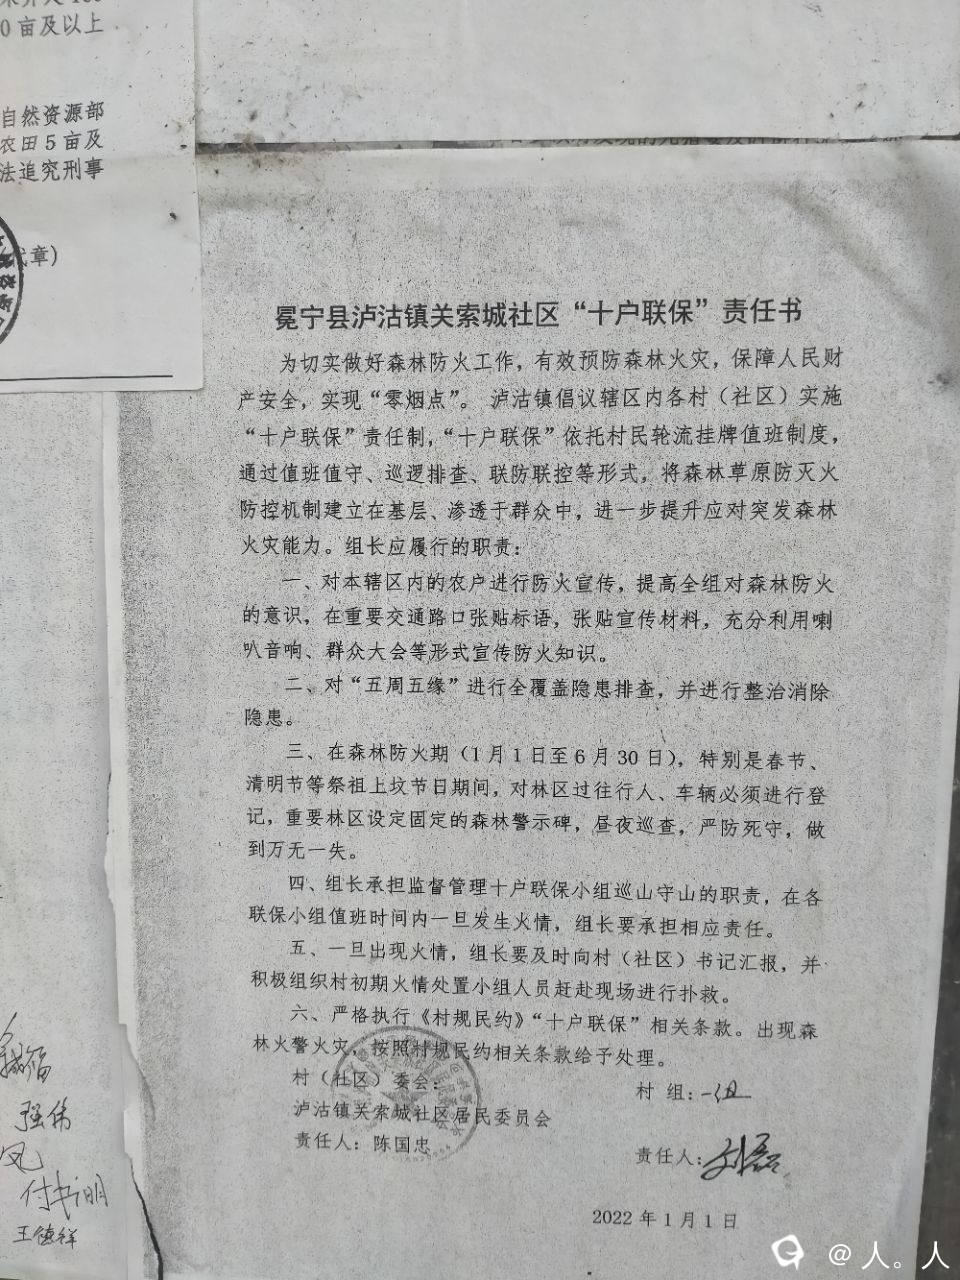 0亩及以上
自然资源部
农田5亩及
法追究刑事
代章)
冕宁县泸沽镇关索城社区“十户联保”责任书
为切实做好森林防火工作，有效预防森林火灾，保障人民财
产安全，实现“零烟点”。泸沽镇倡议辖区内各村（社区）实施
“十户联保”责任制，“十户联保”依托村民轮流挂牌值班制度，
通过值班值守、巡逻排查、联防联控等形式，将森林草原防灭火
防控机制建立在基层、渗透于群众中，进一步提升应对突发森林
火灾能力。组长应履行的职责：
一、对本辖区内的农户进行防火宣传，提高全组对森林防火
的意识，在重要交通路口张贴标语，张贴宣传材料，充分利用喇
叭音响、群众大会等形式宣传防火知识。
二、对“五周五缘”进行全覆盖隐患排查，并进行整治消除
隐患。
三、在森林防火期（1月1日至6月30日），特别是春节、
清明节等祭祖上坟节日期间，对林区过往行人、车辆必须进行登
记，重要林区设定固定的森林警示碑，昼夜巡查，严防死守，做
到万无一失。
四、组长承担监督管理十户联保小组巡山守山的职责，在各
联保小组值班时间内一旦发生火情，组长要承担相应责任。
五、一旦出现火情，组长要及时向村（社区）书记汇报，并
积极组织村初期火情处置小组人员赶赴现场进行扑救。
六、严格执行《村规民约》“十户联保”相关条款。出现森
林火警火灾，按照村规民约相关条款给予处理。
村（社区）委会：
村 组：一组
泸沽镇关索城社区居民委员会
责任人：陈国忠
责任人：刘磊
2022年1月1日
强伟
付书明
王德祥
@人。人